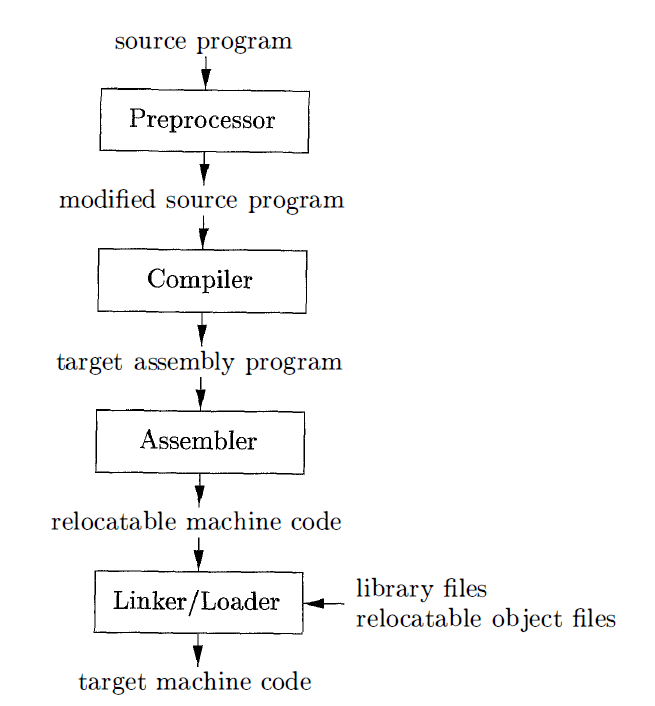 source program
Preprocessor
modified source program
Compiler
target assembly program
Assembler
relocatable machine code
Linker/Loader
library files
relocatable object files
target machine code